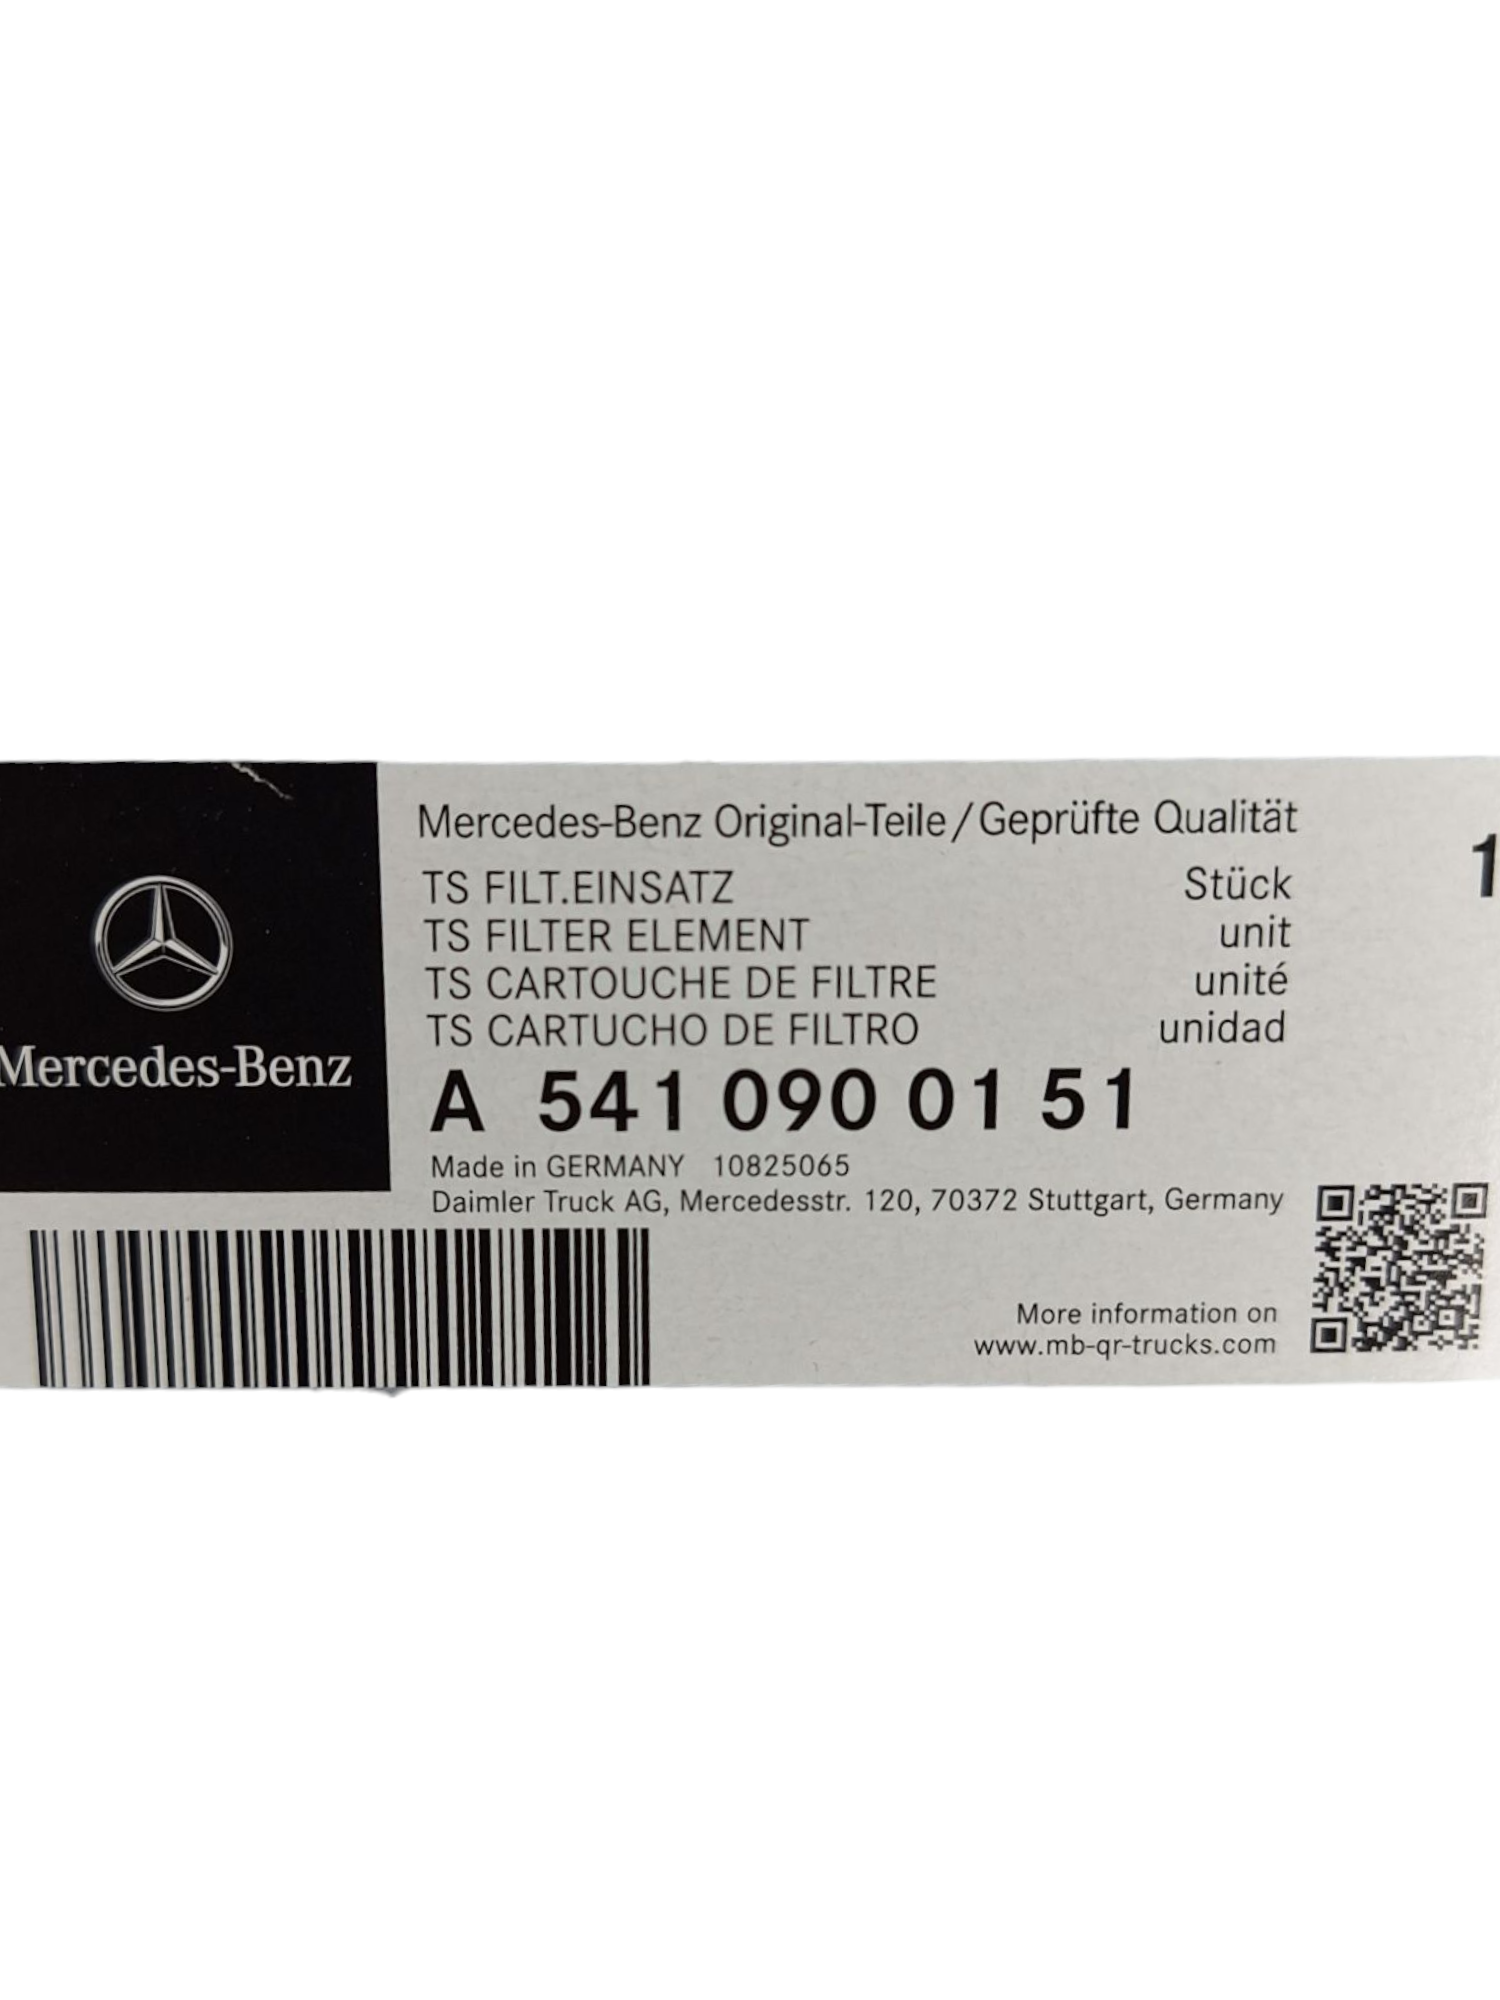 Mercedes-Benz
Mercedes-Benz Original-Teile/Geprüfte Qualität
TS FILT.EINSATZ Stück 1
TS FILTER ELEMENT unit
TS CARTOUCHE DE FILTRE unité
TS CARTUCHO DE FILTRO unidad
A 541 090 01 51
Made in GERMANY 10825065
Daimler Truck AG, Mercedesstr. 120, 70372 Stuttgart, Germany
More information on
www.mb-qr-trucks.com